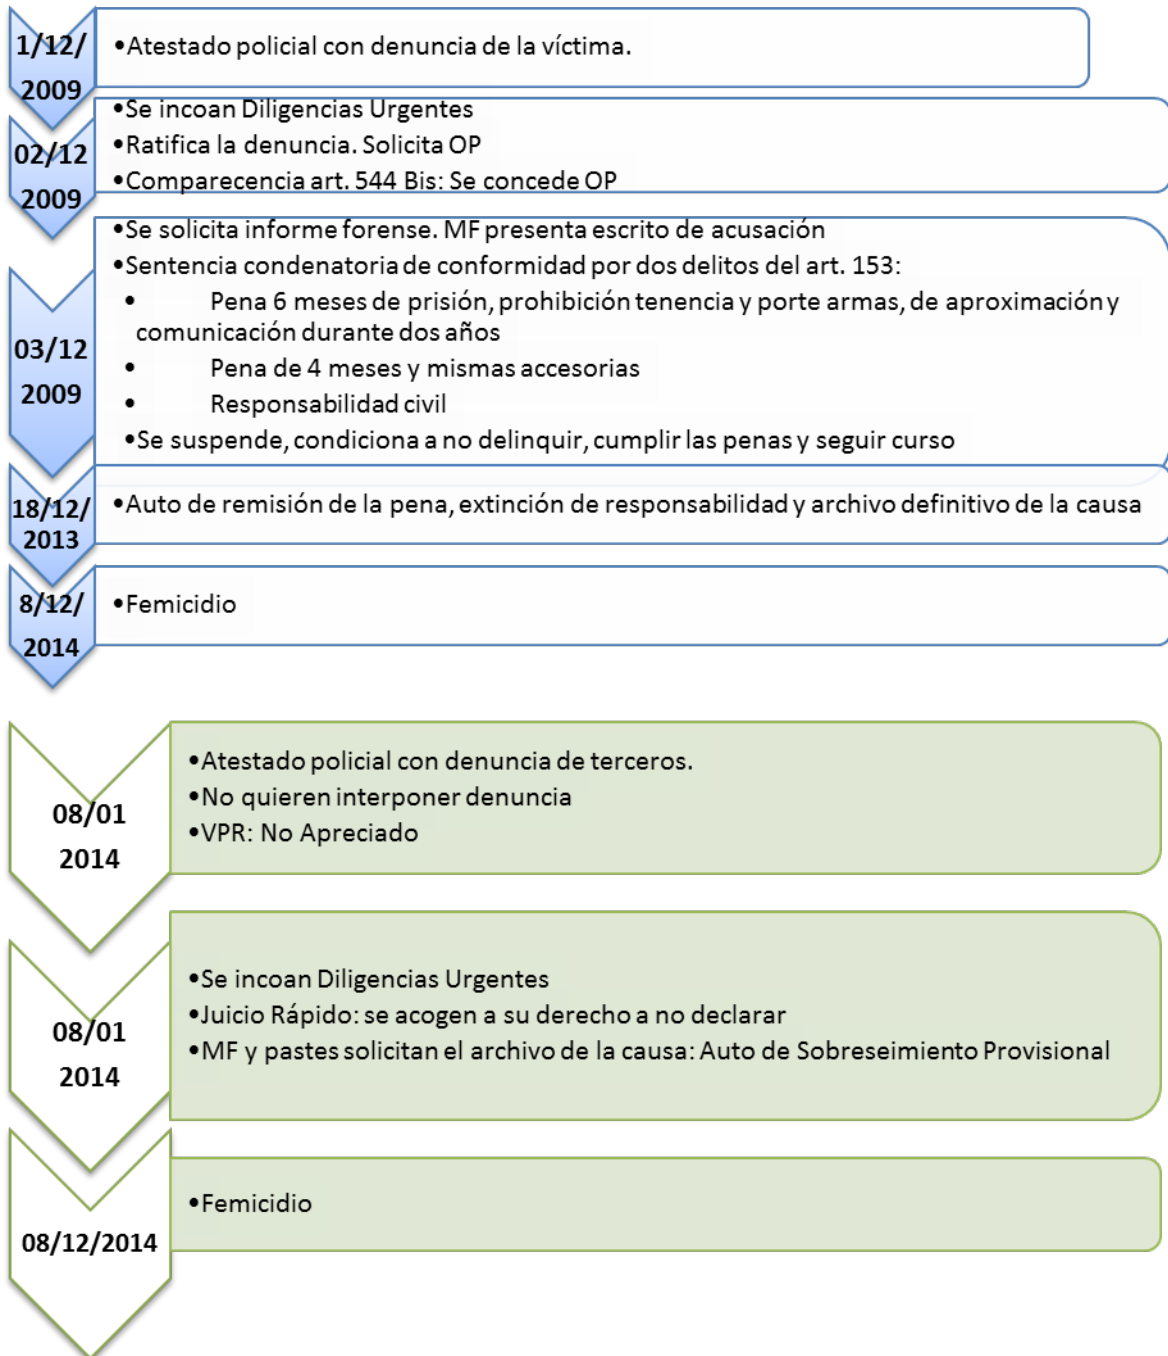 1/12/
2009
•Atestado policial con denuncia de la víctima.
02/12
2009
•Se incoan Diligencias Urgentes
•Ratifica la denuncia. Solicita OP
•Comparecencia art. 544 Bis: Se concede OP
03/12
2009
•Se solicita informe forense. MF presenta escrito de acusación
•Sentencia condenatoria de conformidad por dos delitos del art. 153:
• Pena 6 meses de prisión, prohibición tenencia y porte armas, de aproximación y
comunicación durante dos años
• Pena de 4 meses y mismas accesorias
• Responsabilidad civil
•Se suspende, condiciona a no delinquir, cumplir las penas y seguir curso
18/12/
2013
•Auto de remisión de la pena, extinción de responsabilidad y archivo definitivo de la causa
8/12/
2014
•Femicidio
08/01
2014
•Atestado policial con denuncia de terceros.
•No quieren interponer denuncia
•VPR: No Apreciado
08/01
2014
•Se incoan Diligencias Urgentes
•Juicio Rápido: se acogen a su derecho a no declarar
•MF y pastes solicitan el archivo de la causa: Auto de Sobreseimiento Provisional
08/12/2014
•Femicidio